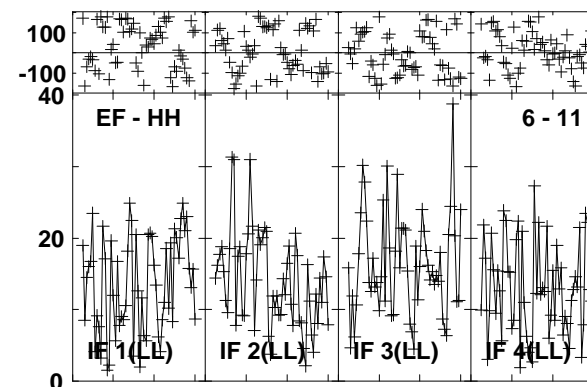 100
-100
40
EF - HH
6 - 11
20
IF 1(LL)
IF 2(LL)
IF 3(LL)
IF 4(LL)
0